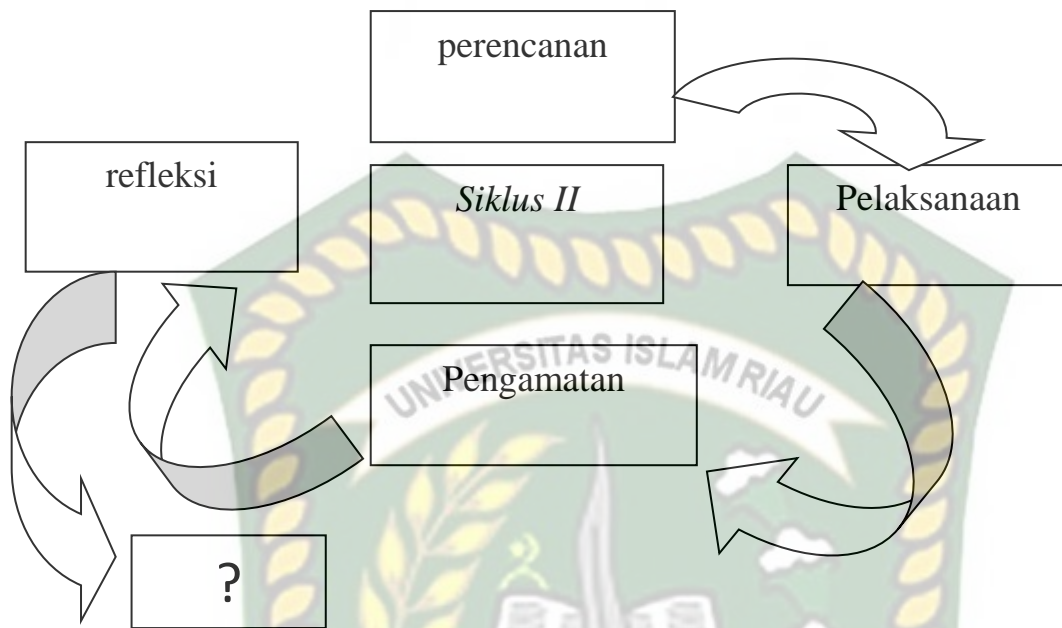 perencanan
refleksi
Siklus II
Pelaksanaan
UNIVERSITAS ISLAM RIAU
Pengamatan
?